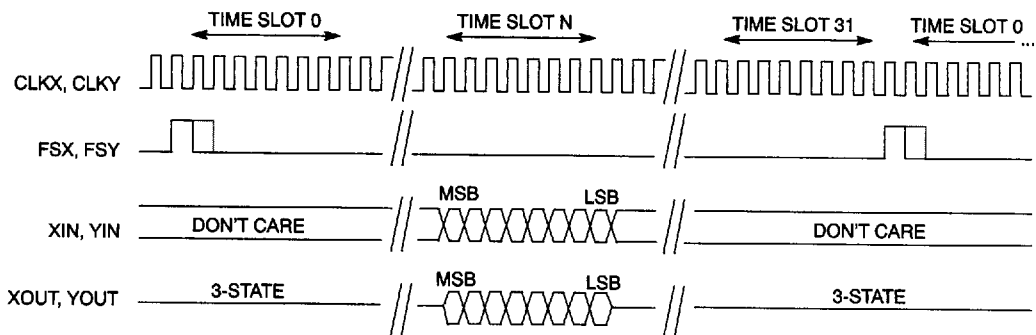 TIME SLOT 0 TIME SLOT N TIME SLOT 31 TIME SLOT 0 ...
CLKX, CLKY
FSX, FSY
MSB LSB
XIN, YIN DON'T CARE DON'T CARE
MSB LSB
XOUT, YOUT 3-STATE 3-STATE